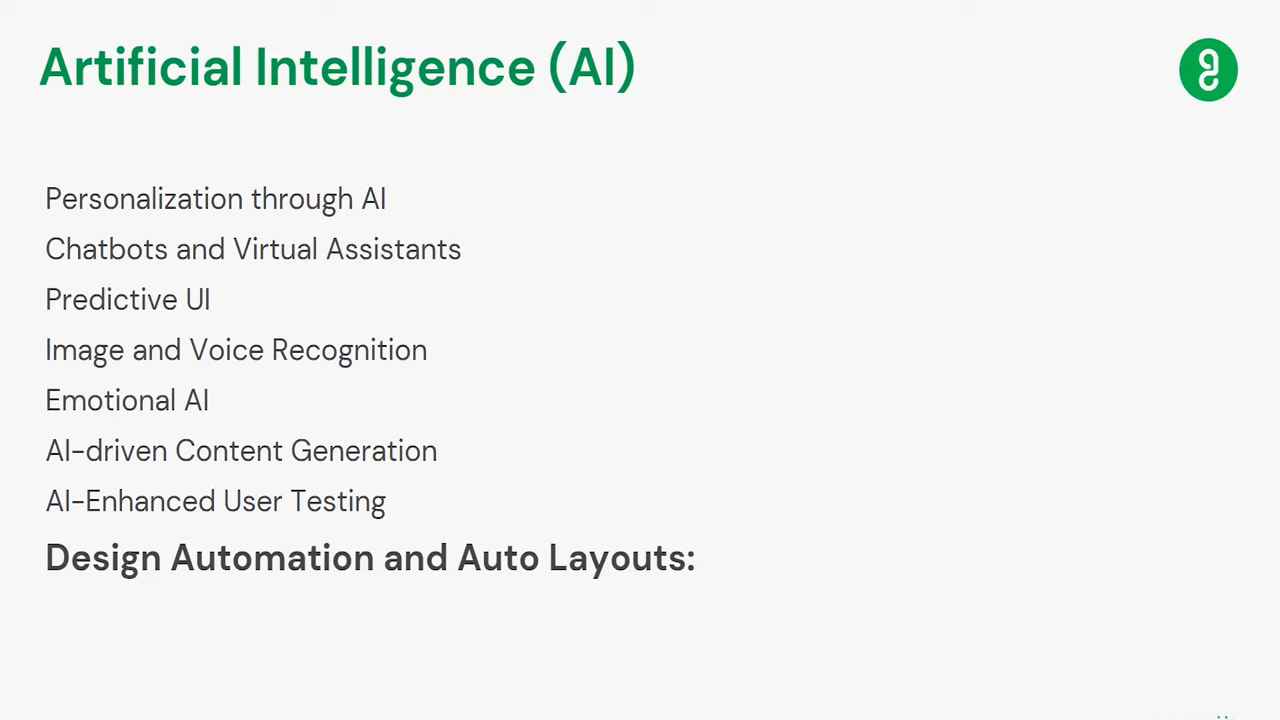 Artificial Intelligence (AI)
Personalization through AI
Chatbots and Virtual Assistants
Predictive UI
Image and Voice Recognition
Emotional AI
AI-driven Content Generation
AI-Enhanced User Testing
Design Automation and Auto Layouts: